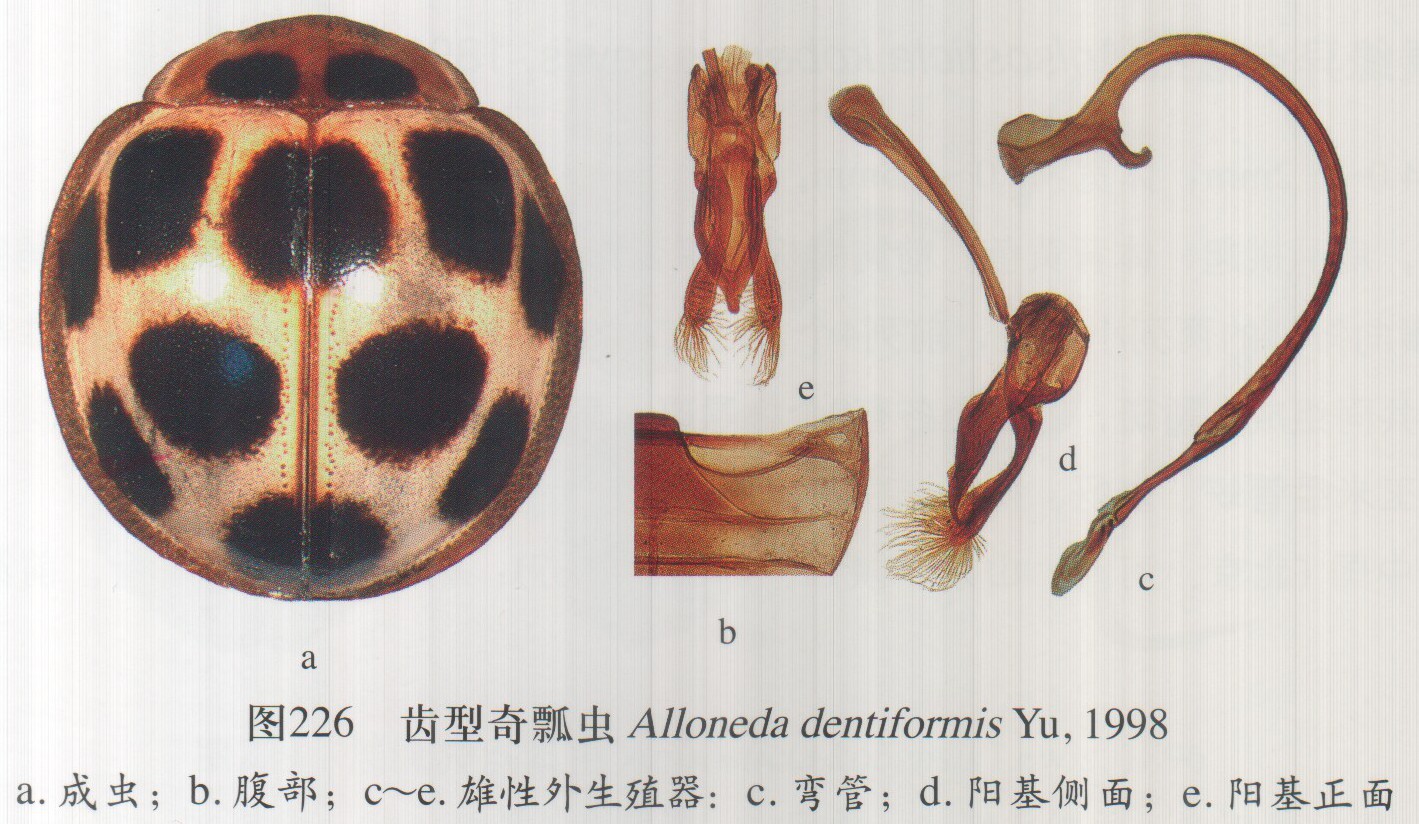 e
d
c
b
a
图226 齿型奇瓢虫 Alloneda dentiformis Yu, 1998
a. 成虫；b. 腹部；c～e. 雄性外生殖器：c. 弯管；d. 阳基侧面；e. 阳基正面